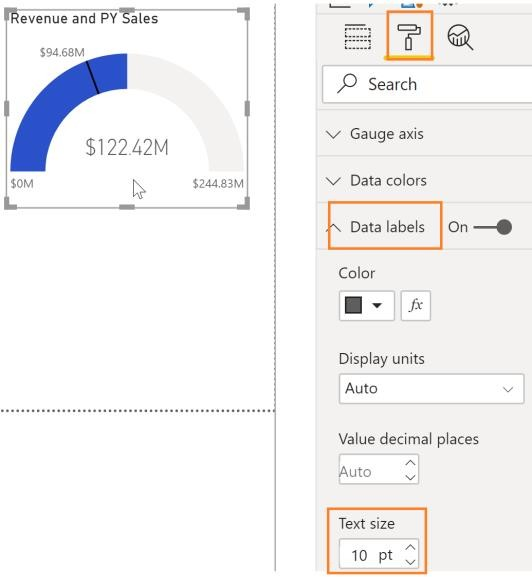 Revenue and PY Sales
$94.68M
$122.42M
$0M
$244.83M
Search
Gauge axis
Data colors
Data labels On
Color
fx
Display units
Auto
Value decimal places
Auto
Text size
10 pt